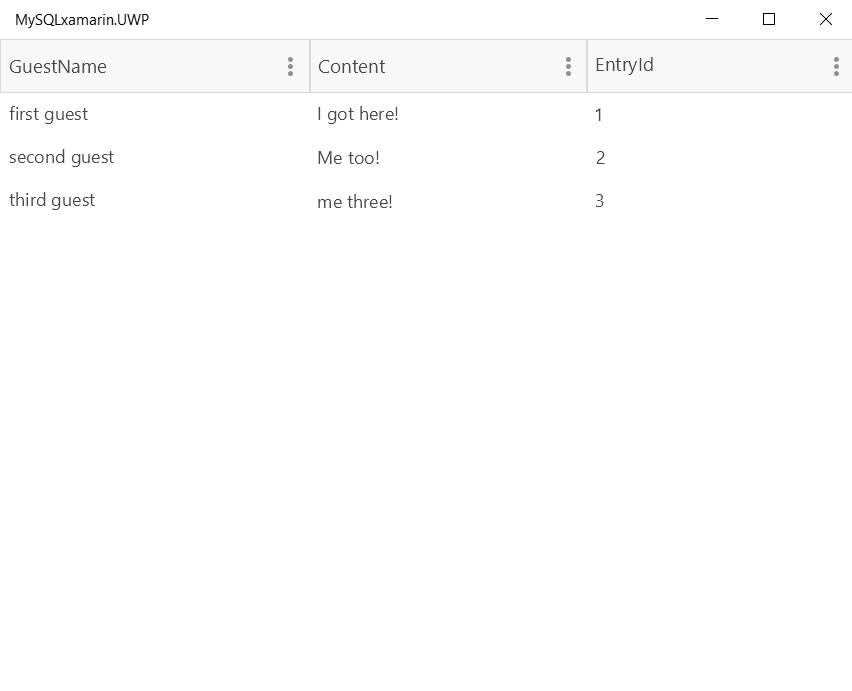 MySQLxamarin.UWP
GuestName Content EntryId
first guest I got here! 1
second guest Me too! 2
third guest me three! 3